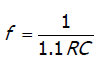 f = 1 / 1.1 RC